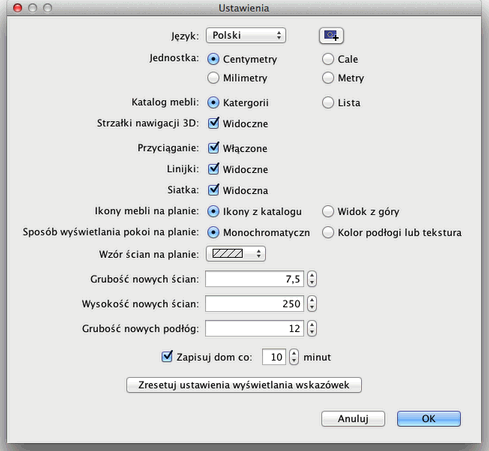 Ustawienia
Język: Polski
Jednostka: Centymetry Cale
Milimetry Metry
Katalog mebli: Katergorii Lista
Strzałki nawigacji 3D: Widoczne
Przyciąganie: Włączone
Linijki: Widoczne
Siatka: Widoczna
Ikony mebli na planie: Ikony z katalogu Widok z góry
Sposób wyświetlania pokoi na planie: Monochromatyczn Kolor podłogi lub tekstura
Wzór ścian na planie:
Grubość nowych ścian: 7,5
Wysokość nowych ścian: 250
Grubość nowych podłóg: 12
Zapisuj dom co: 10 minut
Zresetuj ustawienia wyświetlania wskazówek
Anuluj OK